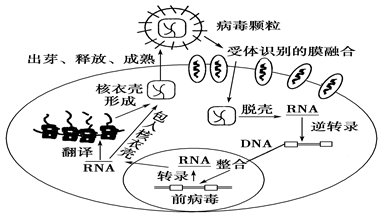 病毒颗粒
出芽、释放、成熟
受体识别的膜融合
核衣壳
形成
包入核衣壳
脱壳
RNA
逆转录
DNA
翻译
RNA
RNA
整合
转录
前病毒